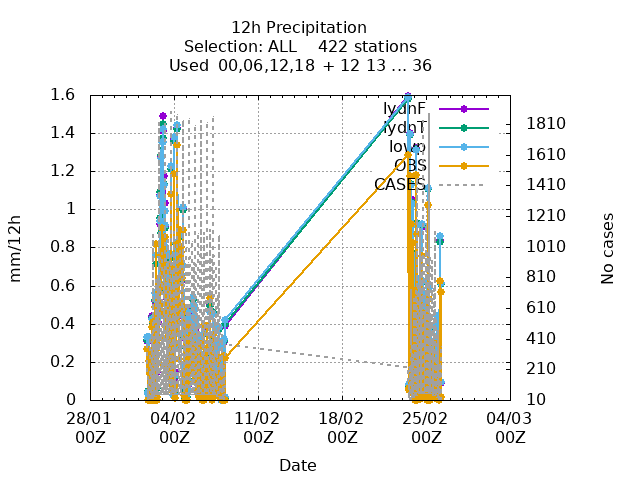 12h Precipitation
Selection: ALL    422 stations
Used  00,06,12,18 + 12 13 ... 36
1.6
1.4
1.2
1
0.8
0.6
0.4
0.2
0
mm/12h
lydnF
lydnT
OBS
CASES
1810
1610
1410
1210
1010
810
610
410
210
10
No cases
28/01 04/02 11/02 18/02 25/02 04/03
00Z 00Z 00Z 00Z 00Z 00Z
Date